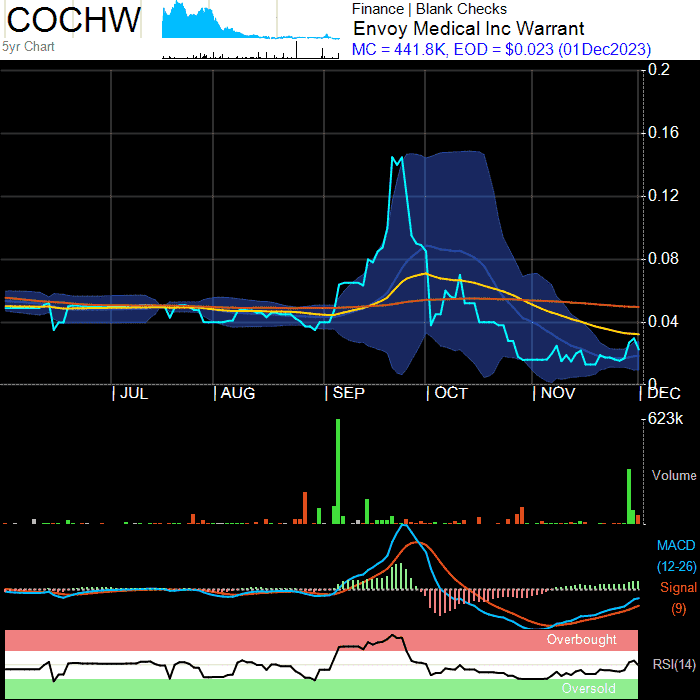 COCHW
5yr Chart
Finance | Blank Checks
Envoy Medical Inc Warrant
MC = 441.8K, EOD = $0.023 (01Dec2023)
0.2
0.16
0.12
0.08
0.04
0
JUL AUG SEP OCT NOV DEC
623k
Volume
MACD
(12-26)
Signal
(9)
Overbought
RSI(14)
Oversold